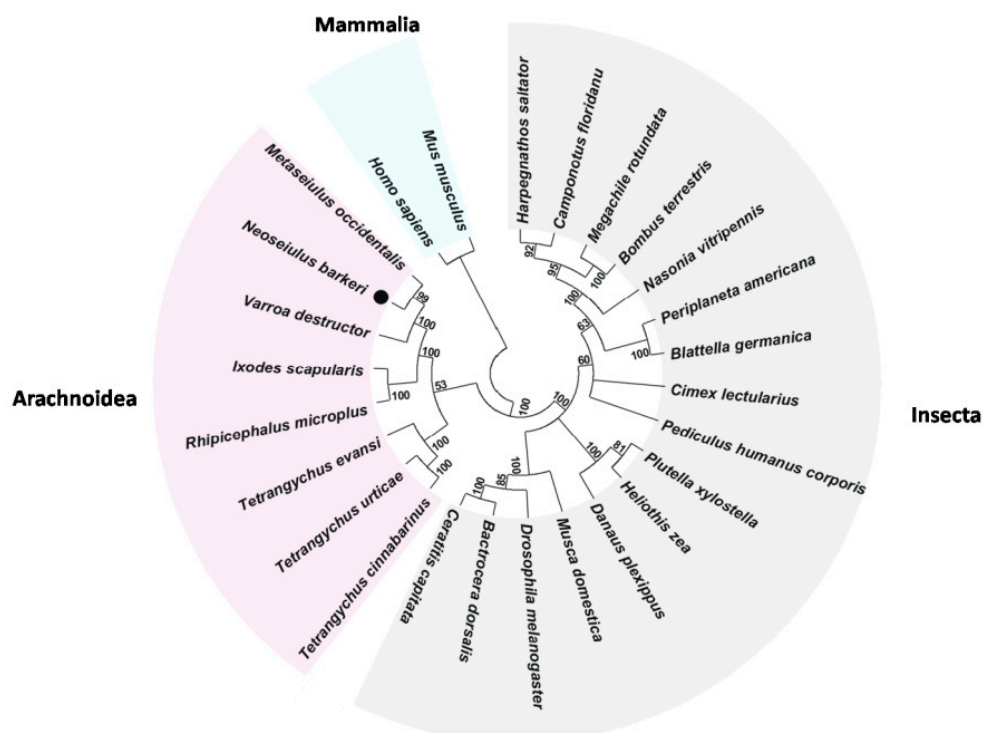 Mammalia
Mus musculus
Homo sapiens
Arachnoidea
Metaseiulus occidentalis
Neoseiulus barkeri
Varroa destructor
Ixodes scapularis
Rhipicephalus microplus
Tetrangychus evansi
Tetrangychus urticae
Tetrangychus cinnabarinus
Insecta
Harpegnathos saltator
Camponotus floridanu
Megachile rotundata
Bombus terrestris
Nasonia vitripennis
Periplaneta americana
Blattella germanica
Cimex lectularius
Pediculus humanus corporis
Plutella xylostella
Heliothis zea
Danaus plexippus
Musca domestica
Drosophila melanogaster
Bactrocera dorsalis
Ceratitis capitata
99
100
100
100
53
100
100
92
95
100
100
63
100
60
100
100
100
81
100
85
100